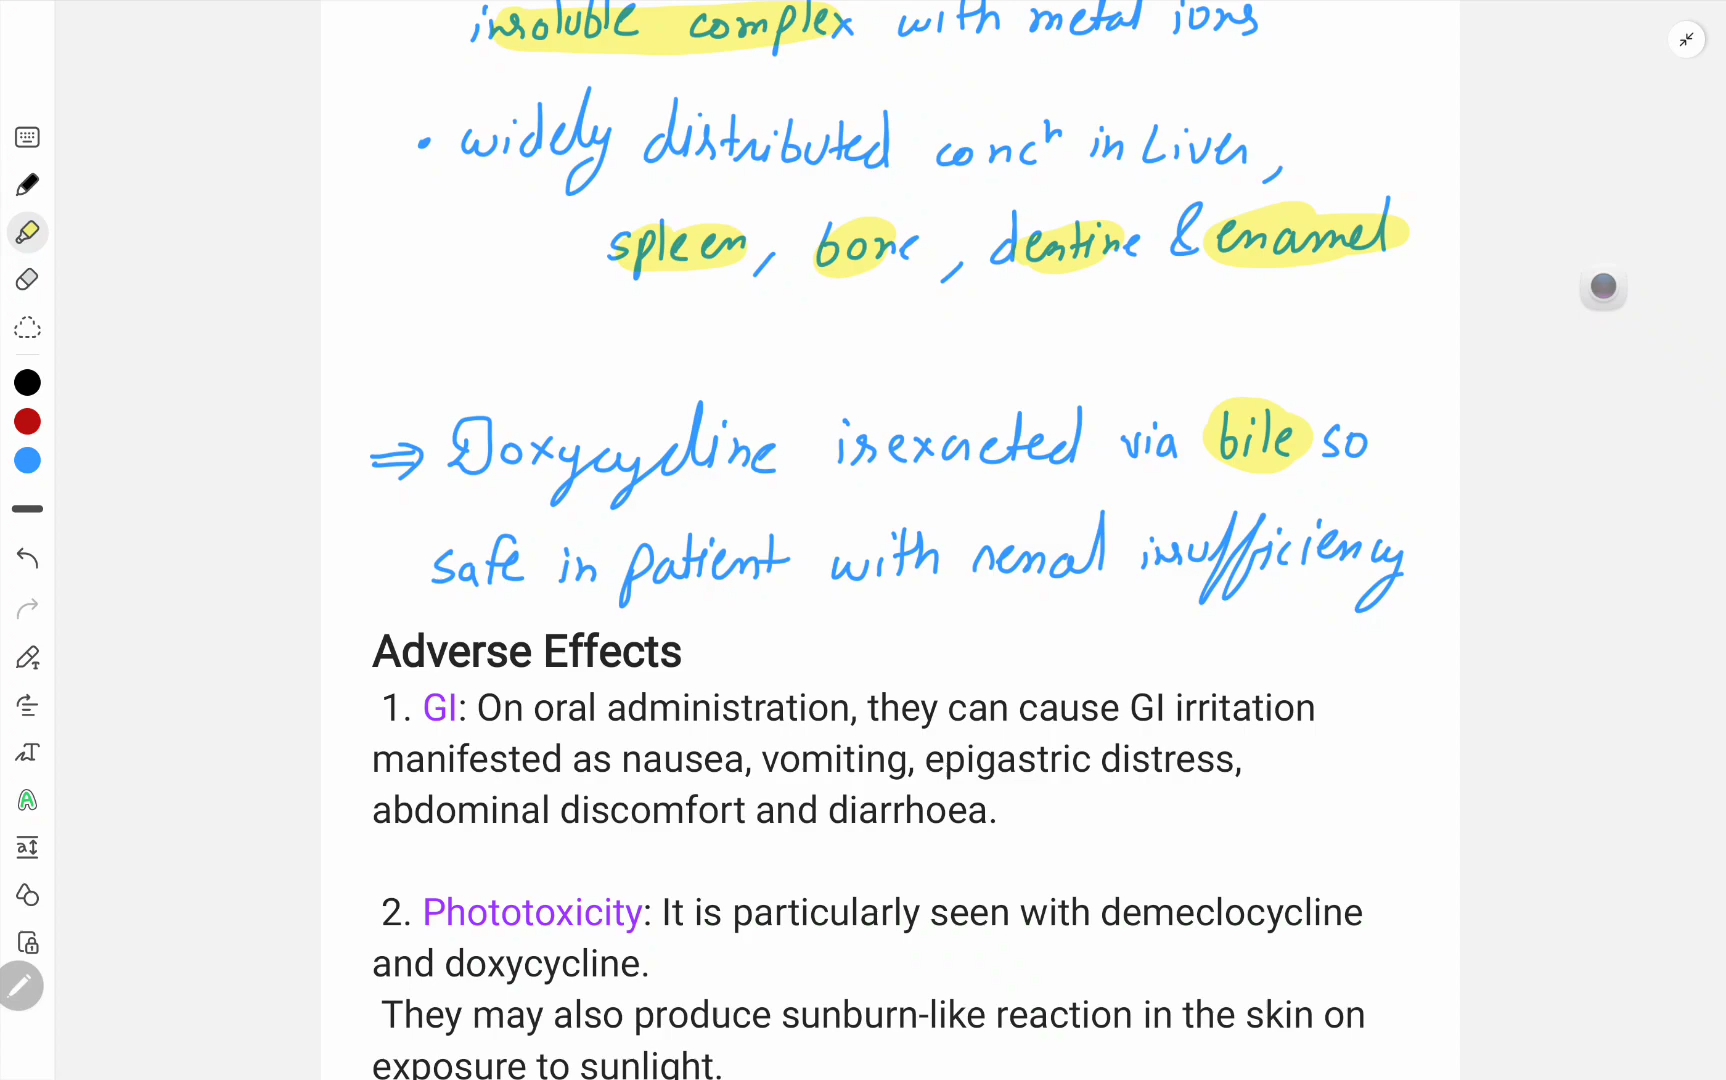 insoluble complex with metal ions
• widely distributed concn in Liver,
spleen, bone, dentine & enamel
⇒ Doxycycline is excreted via bile so
safe in patient with renal insufficiency
Adverse Effects
1. GI: On oral administration, they can cause GI irritation
manifested as nausea, vomiting, epigastric distress,
abdominal discomfort and diarrhoea.
2. Phototoxicity: It is particularly seen with demeclocycline
and doxycycline.
They may also produce sunburn-like reaction in the skin on
exposure to sunlight.